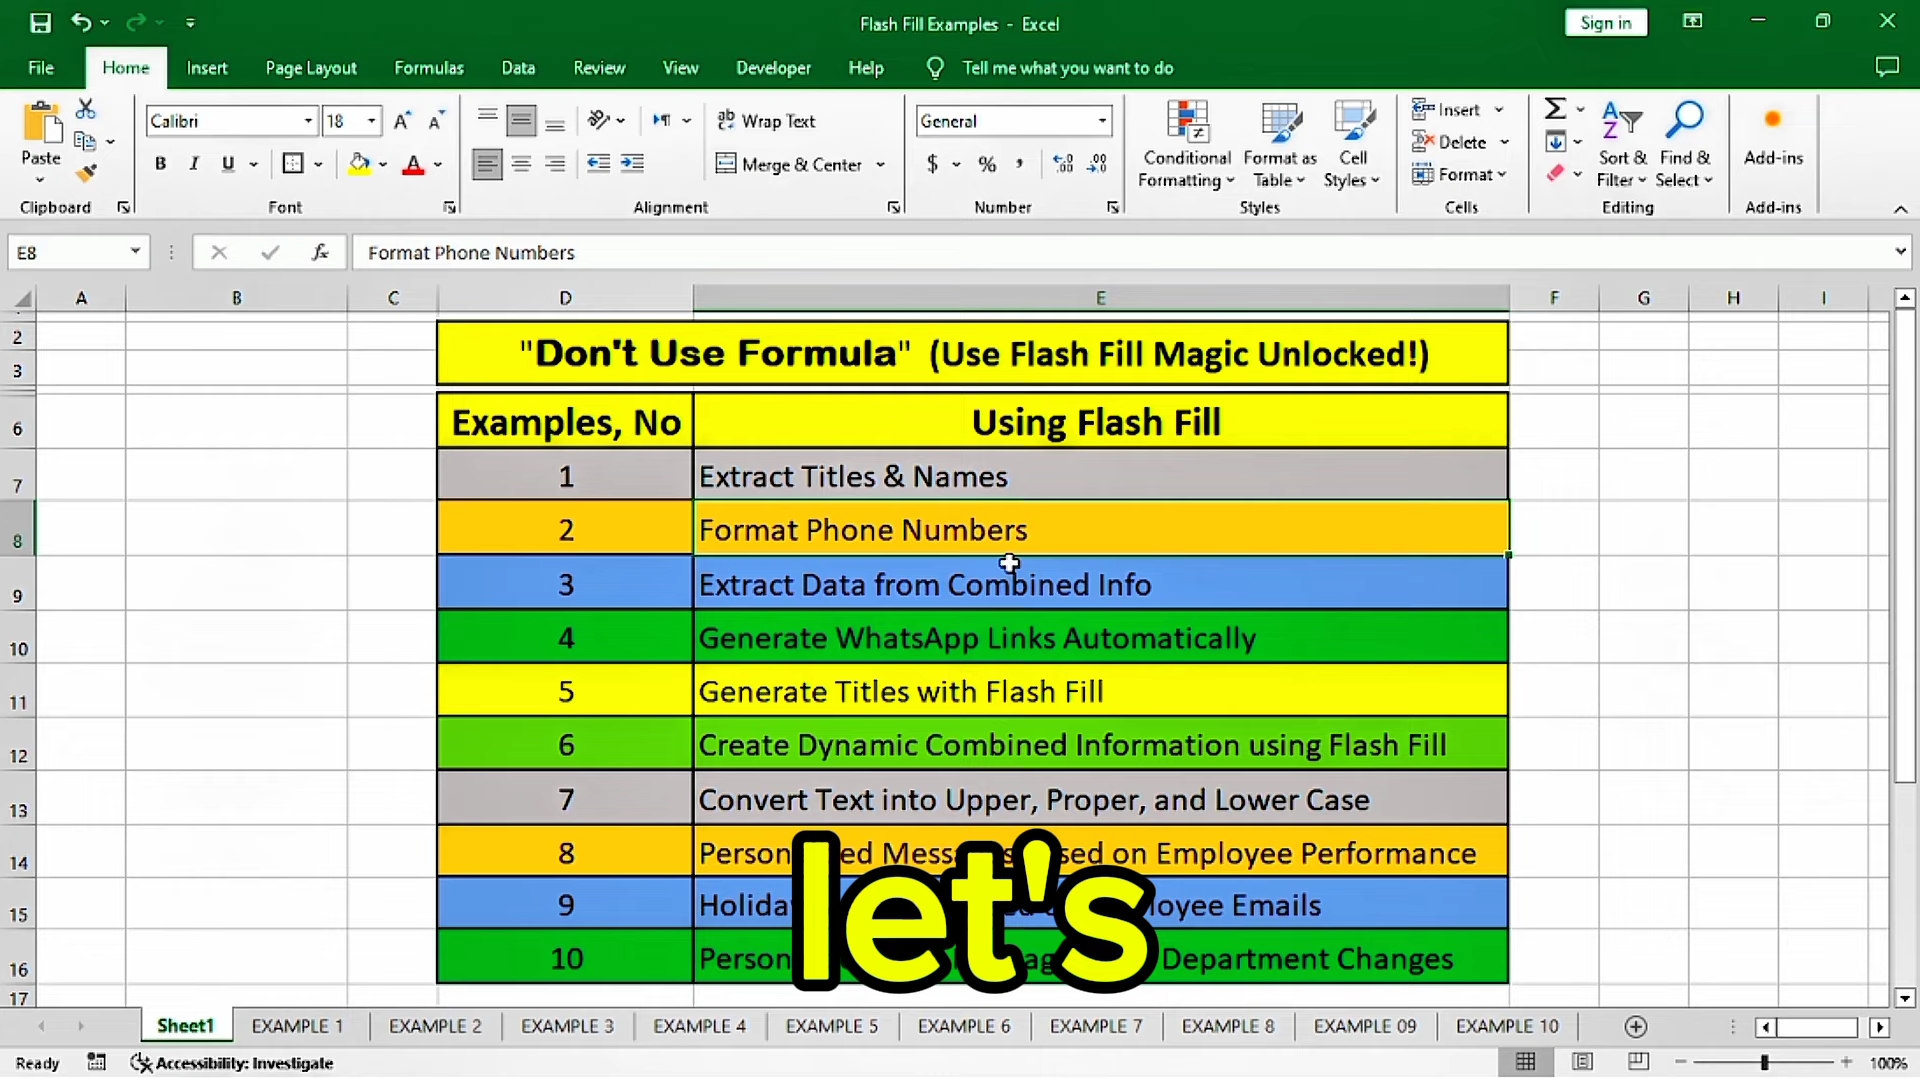 Flash Fill Examples - Excel
Sign in
File Home Insert Page Layout Formulas Data Review View Developer Help Tell me what you want to do
Calibri 18 Wrap Text General Insert
Paste B I U Merge & Center $ % Conditional Formatting Format as Table Cell Styles Delete Sort & Filter Find & Select Add-ins
Format
Clipboard Font Alignment Number Styles Cells Editing Add-ins
E8 fx Format Phone Numbers
A B C D E F G H I
2
3
"Don't Use Formula" (Use Flash Fill Magic Unlocked!)
6 Examples, No Using Flash Fill
7 1 Extract Titles & Names
8 2 Format Phone Numbers
9 3 Extract Data from Combined Info
10 4 Generate WhatsApp Links Automatically
11 5 Generate Titles with Flash Fill
12 6 Create Dynamic Combined Information using Flash Fill
13 7 Convert Text into Upper, Proper, and Lower Case
14 8 on Employee Performance
15 9 Emails
16 10 Department Changes
let's
17
Sheet1 EXAMPLE 1 EXAMPLE 2 EXAMPLE 3 EXAMPLE 4 EXAMPLE 5 EXAMPLE 6 EXAMPLE 7 EXAMPLE 8 EXAMPLE 09 EXAMPLE 10
Ready Accessibility: Investigate 100%